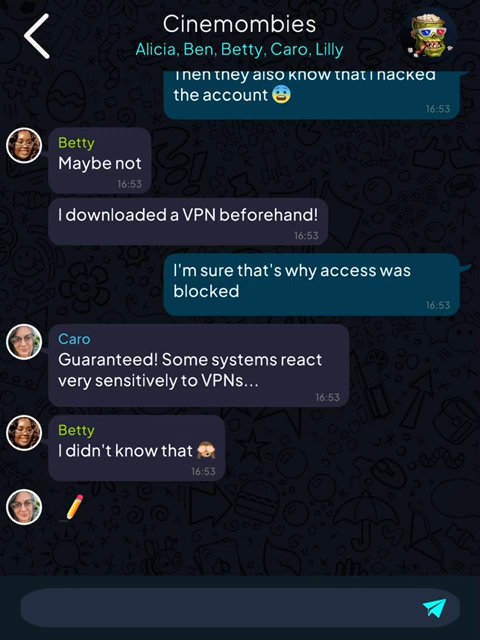 Cinemombies
Alicia, Ben, Betty, Caro, Lilly
Then they also know that I hacked
the account 😨
16:53
Betty
Maybe not
16:53
I downloaded a VPN beforehand!
16:53
I'm sure that's why access was
blocked
16:53
Caro
Guaranteed! Some systems react
very sensitively to VPNs...
16:53
Betty
I didn't know that 🙈
16:53